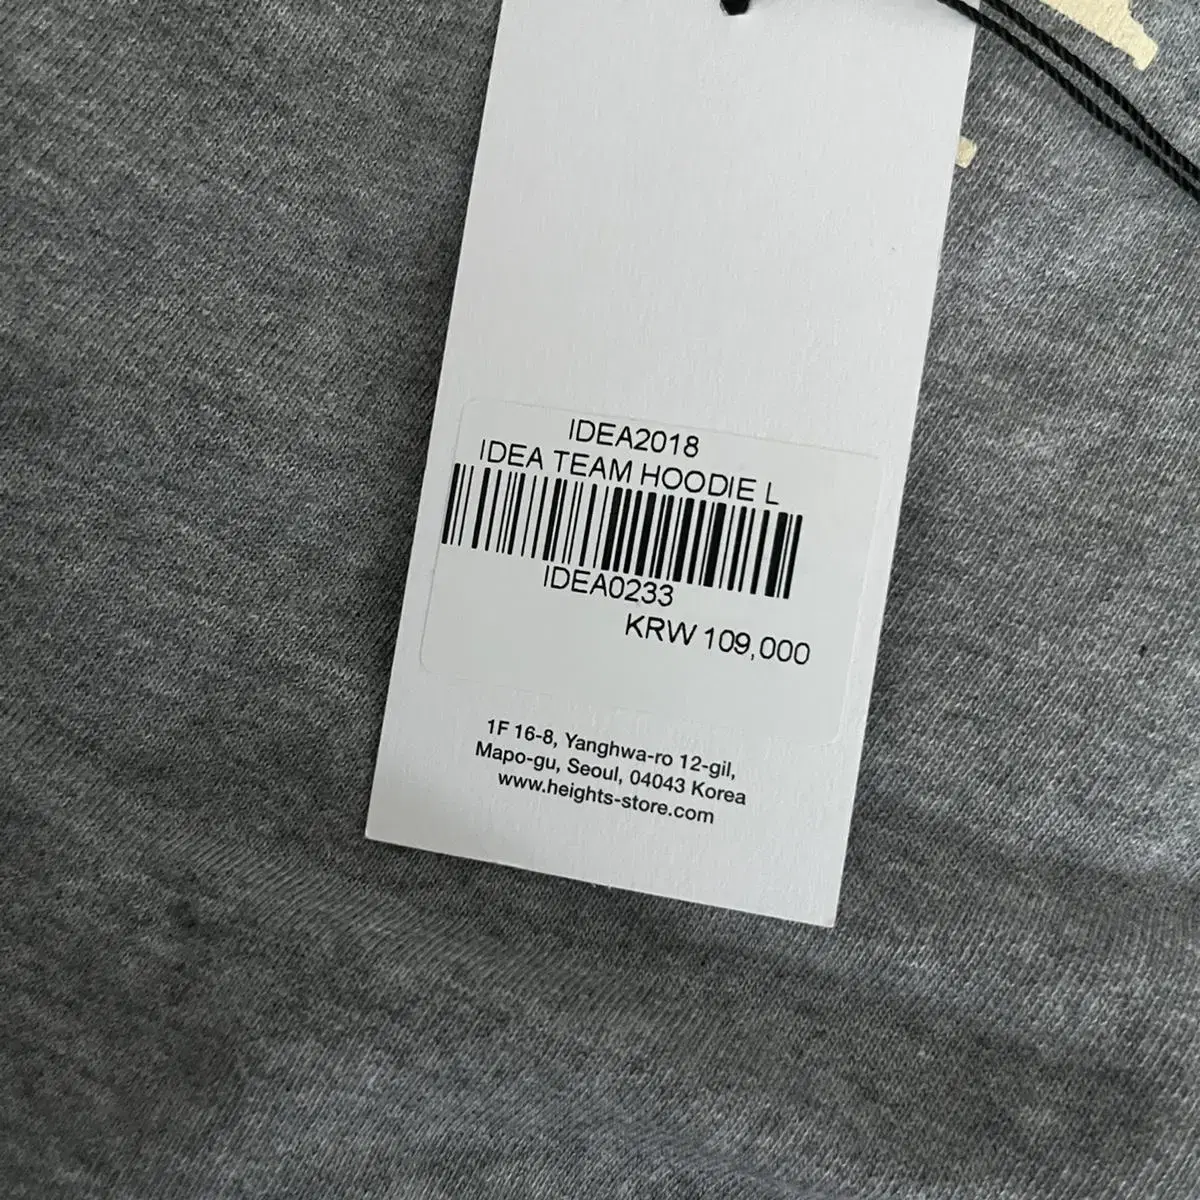 IDEA2018
IDEA TEAM HOODIE L
IDEA0233
KRW 109,000
1F 16-8, Yanghwa-ro 12-gil,
Mapo-gu, Seoul, 04043 Korea
www.heights-store.com